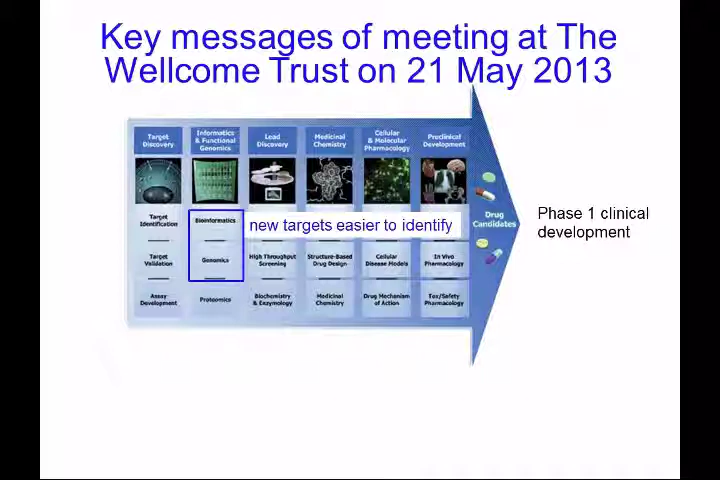 Key messages of meeting at The
Wellcome Trust on 21 May 2013
Target
Discovery
Informatics
& Functional
Genomics
Lead
Discovery
Medicinal
Chemistry
Cellular
& Molecular
Pharmacology
Preclinical
Development
Target
Identification
Bioinformatics
new targets easier to identify
Drug
Candidates
Phase 1 clinical
development
Target
Validation
Genomics
High Throughput
Screening
Structure-Based
Drug Design
Cellular
Disease Models
In Vivo
Pharmacology
Assay
Development
Proteomics
Biochemistry
& Enzymology
Medicinal
Chemistry
Drug Mechanism
of Action
Tox/Safety
Pharmacology